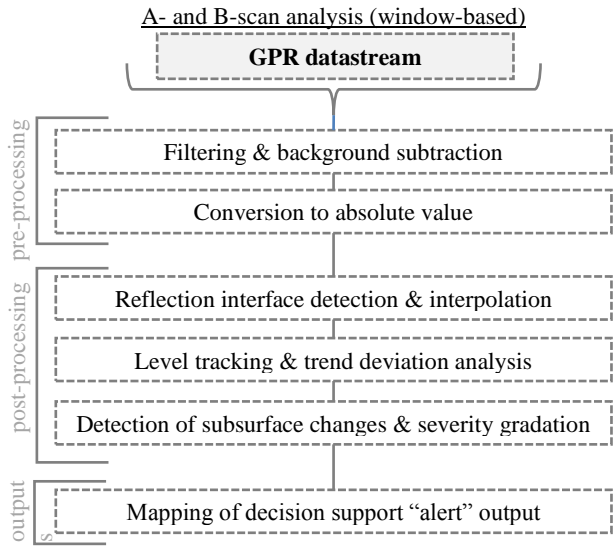 A- and B-scan analysis (window-based)
GPR datastream
pre-processing
Filtering & background subtraction
Conversion to absolute value
post-processing
Reflection interface detection & interpolation
Level tracking & trend deviation analysis
Detection of subsurface changes & severity gradation
output
s
Mapping of decision support “alert” output